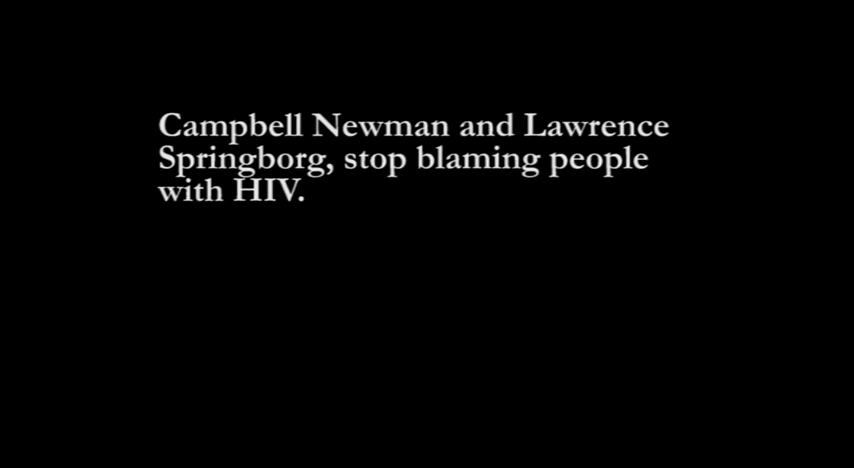 Campbell Newman and Lawrence
Springborg, stop blaming people
with HIV.